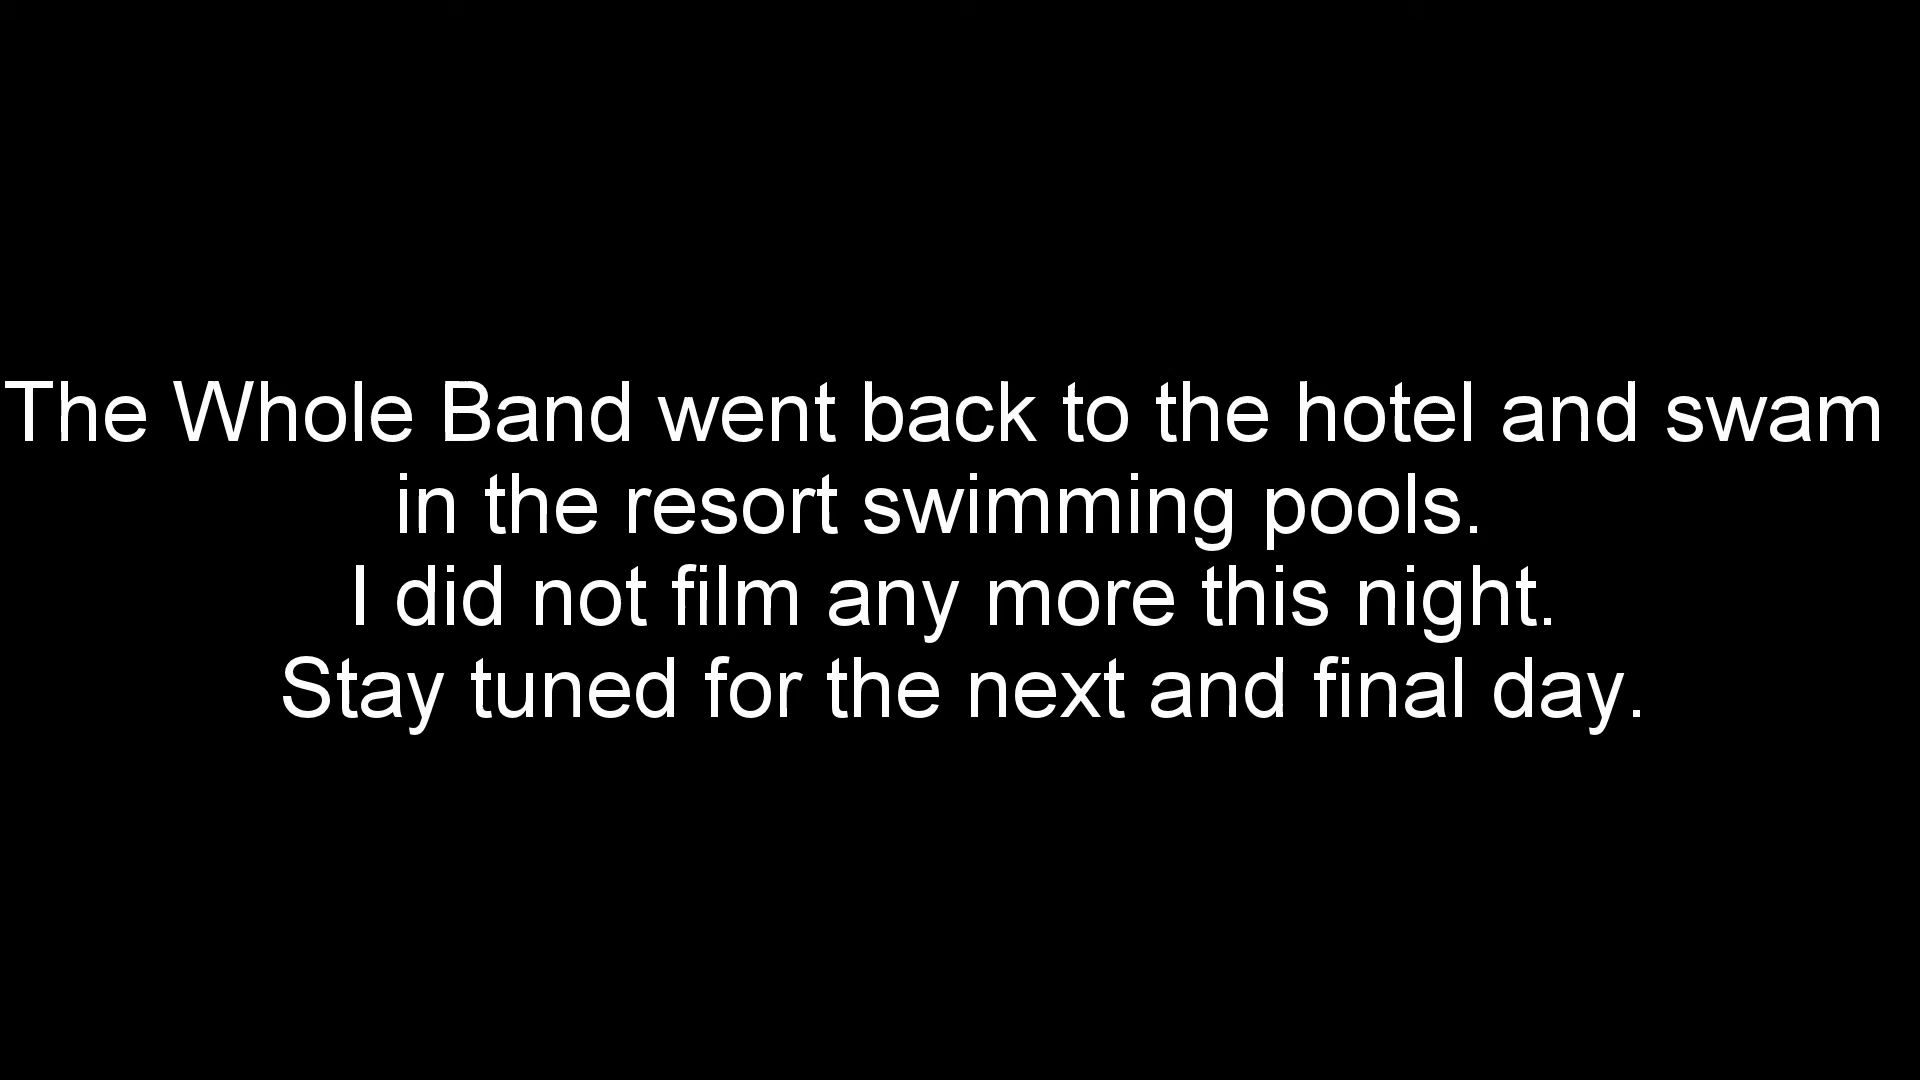 The Whole Band went back to the hotel and swam
in the resort swimming pools.
I did not film any more this night.
Stay tuned for the next and final day.